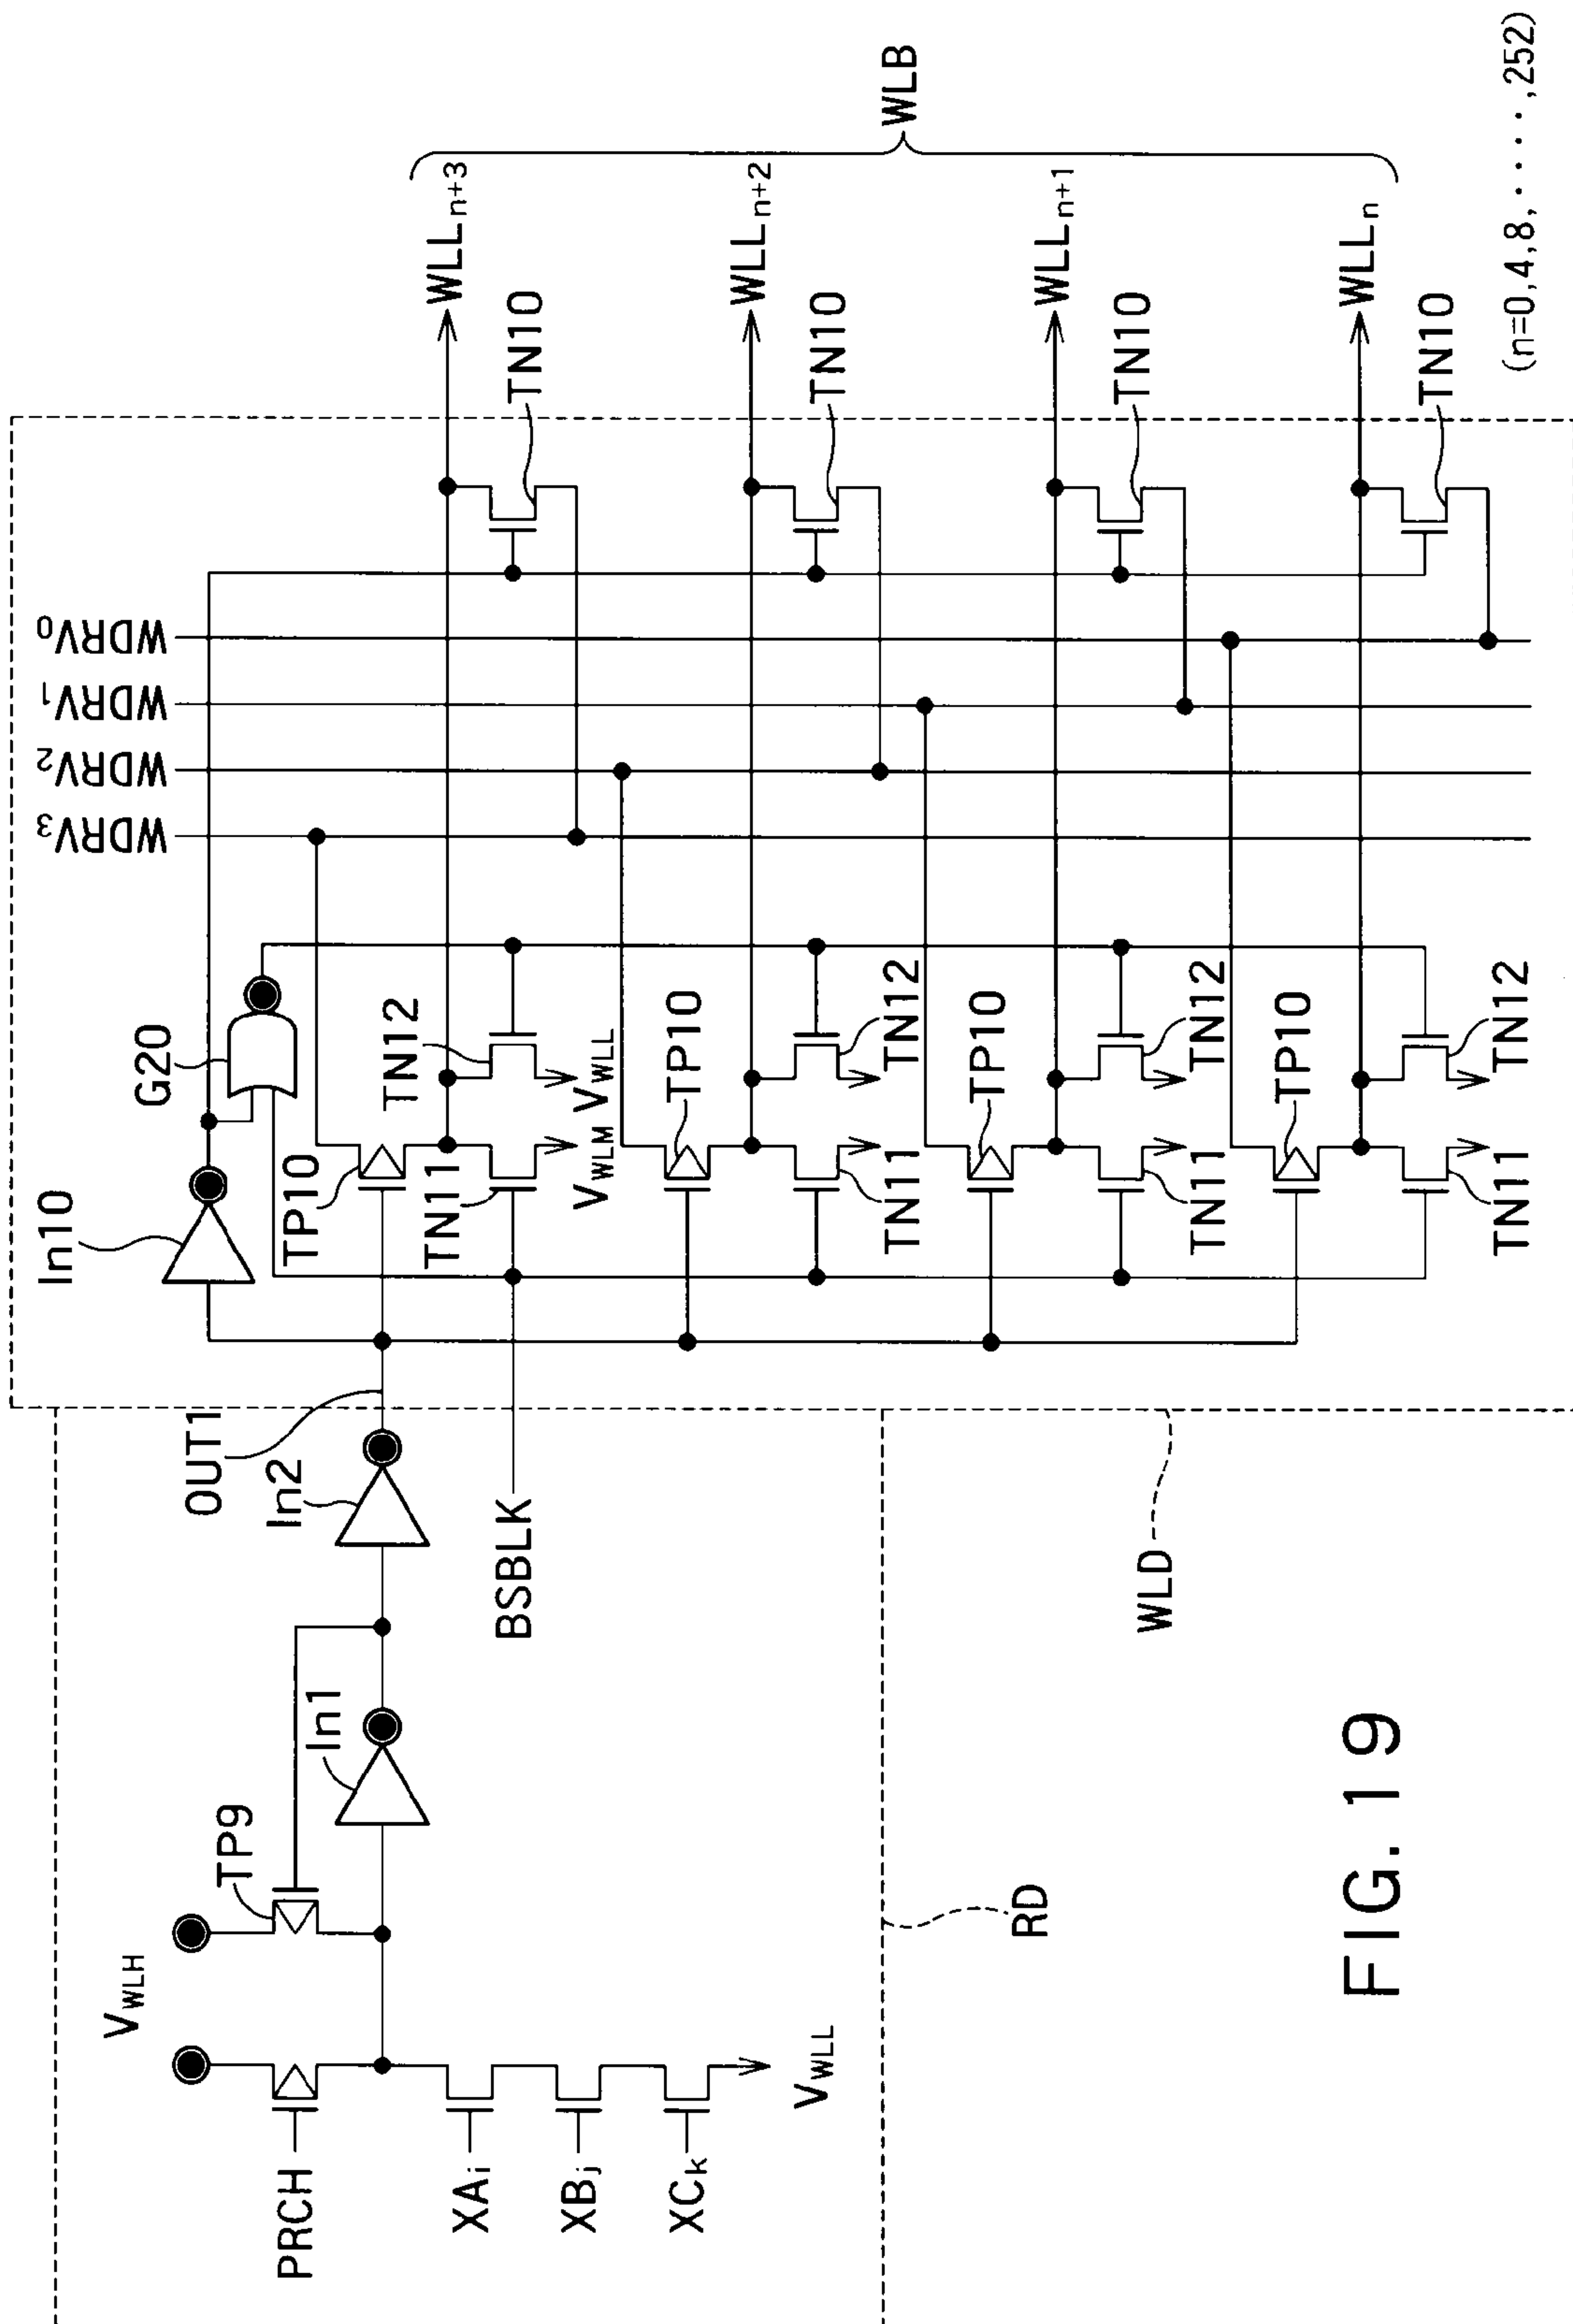 In10
G20
WDRV3
WDRV2
WDRV1
WDRV0
TP10
TN12
TN11
VWLM
VWLL
TN10
WLLn+3
TP10
TN11
TN12
TN10
WLLn+2
TP10
TN11
TN12
TN10
WLLn+1
TP10
TN11
TN12
TN10
WLLn
WLB
(n=0,4,8,·····,252)
OUT1
In2
BSBLK
In1
TP9
VWLH
PRCH
XAi
XBj
XCk
VWLL
RD
WLD
FIG. 19